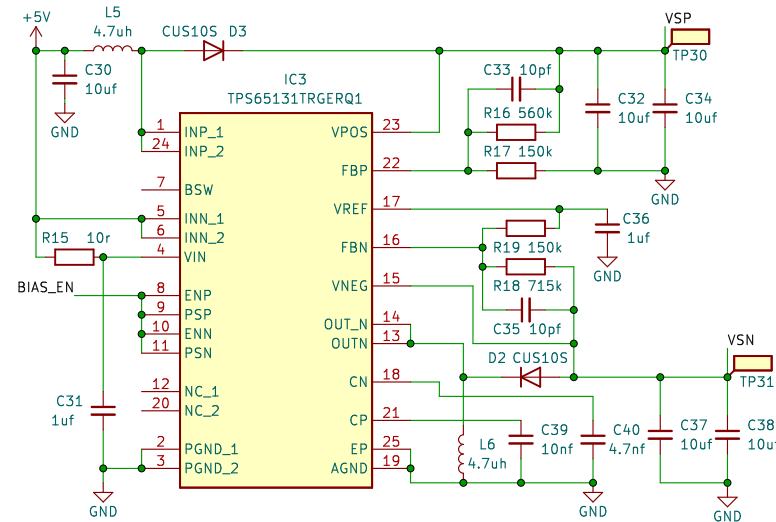 +5V
L5
4.7uh
CUS10S D3
VSP
TP30
C30
10uf
GND
IC3
TPS65131TRGERQ1
C33 10pf
R16 560k
R17 150k
C32
10uf
C34
10uf
GND
1 INP_1
24 INP_2
7 BSW
5 INN_1
6 INN_2
4 VIN
8 ENP
9 PSP
10 ENN
11 PSN
12 NC_1
20 NC_2
2 PGND_1
3 PGND_2
VPOS 23
FBP 22
VREF 17
FBN 16
VNEG 15
OUT_N 14
OUTN 13
CN 18
CP 21
EP 25
AGND 19
R15 10r
BIAS_EN
C31
1uf
GND
R19 150k
R18 715k
C35 10pf
C36
1uf
GND
D2 CUS10S
VSN
TP31
L6
4.7uh
C39
10nf
C40
4.7nf
C37
10uf
C38
GND
GND